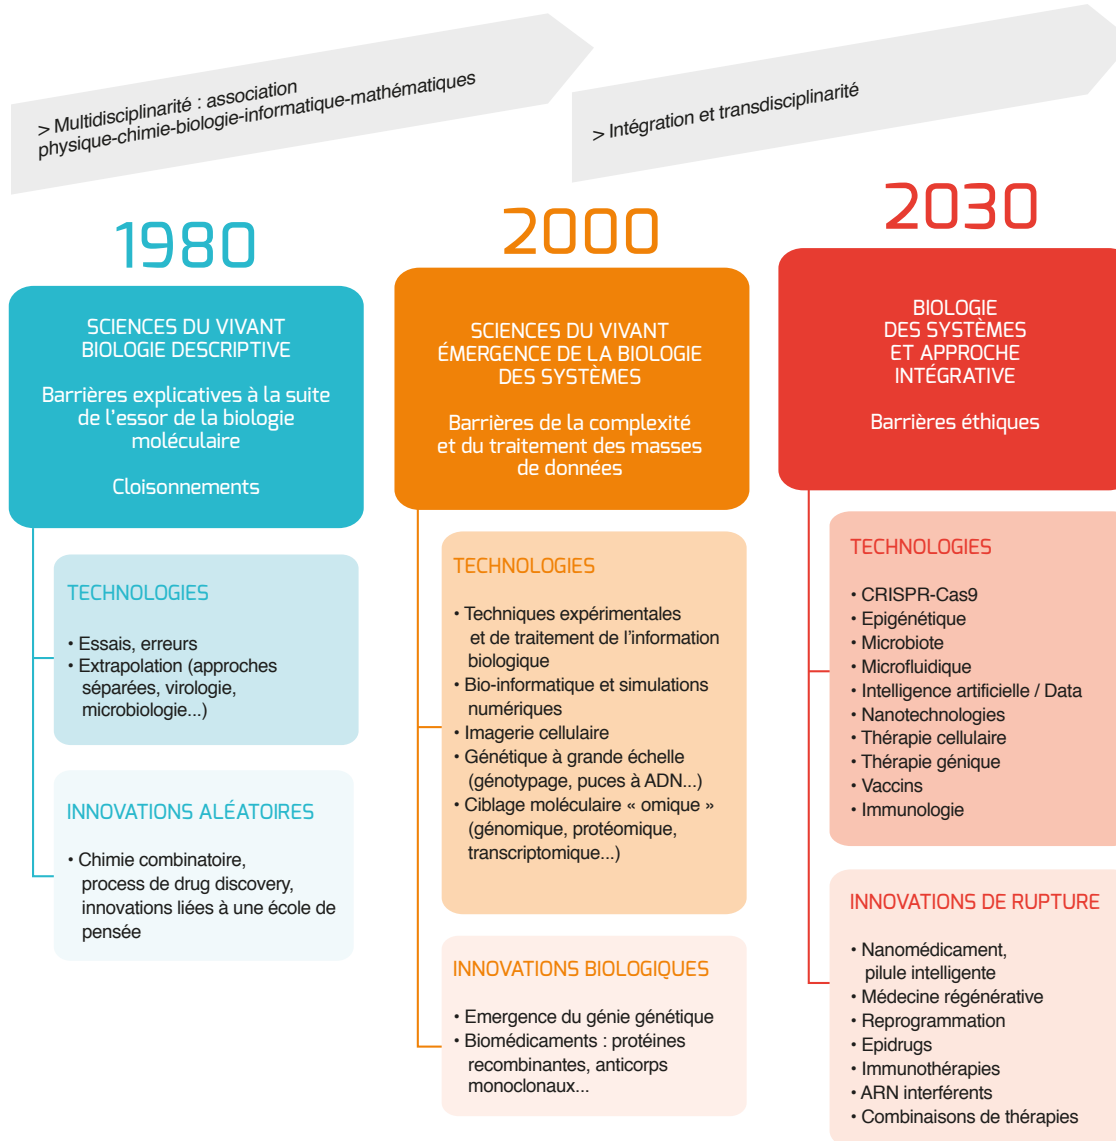 > Multidisciplinarité : association
physique-chimie-biologie-informatique-mathématiques
> Intégration et transdisciplinarité
1980
SCIENCES DU VIVANT
BIOLOGIE DESCRIPTIVE
Barrières explicatives à la suite
de l'essor de la biologie
moléculaire
Cloisonnements
TECHNOLOGIES
• Essais, erreurs
• Extrapolation (approches
séparées, virologie,
microbiologie...)
INNOVATIONS ALÉATOIRES
• Chimie combinatoire,
process de drug discovery,
innovations liées à une école de
pensée
2000
SCIENCES DU VIVANT
ÉMERGENCE DE LA BIOLOGIE
DES SYSTÈMES
Barrières de la complexité
et du traitement des masses
de données
TECHNOLOGIES
• Techniques expérimentales
et de traitement de l'information
biologique
• Bio-informatique et simulations
numériques
• Imagerie cellulaire
• Génétique à grande échelle
(génotypage, puces à ADN...)
• Ciblage moléculaire « omique »
(génomique, protéomique,
transcriptomique...)
INNOVATIONS BIOLOGIQUES
• Emergence du génie génétique
• Biomédicaments : protéines
recombinantes, anticorps
monoclonaux...
2030
BIOLOGIE
DES SYSTÈMES
ET APPROCHE
INTÉGRATIVE
Barrières éthiques
TECHNOLOGIES
• CRISPR-Cas9
• Epigénétique
• Microbiote
• Microfluidique
• Intelligence artificielle / Data
• Nanotechnologies
• Thérapie cellulaire
• Thérapie génique
• Vaccins
• Immunologie
INNOVATIONS DE RUPTURE
• Nanomédicament,
pilule intelligente
• Médecine régénérative
• Reprogrammation
• Epidrugs
• Immunothérapies
• ARN interférents
• Combinaisons de thérapies